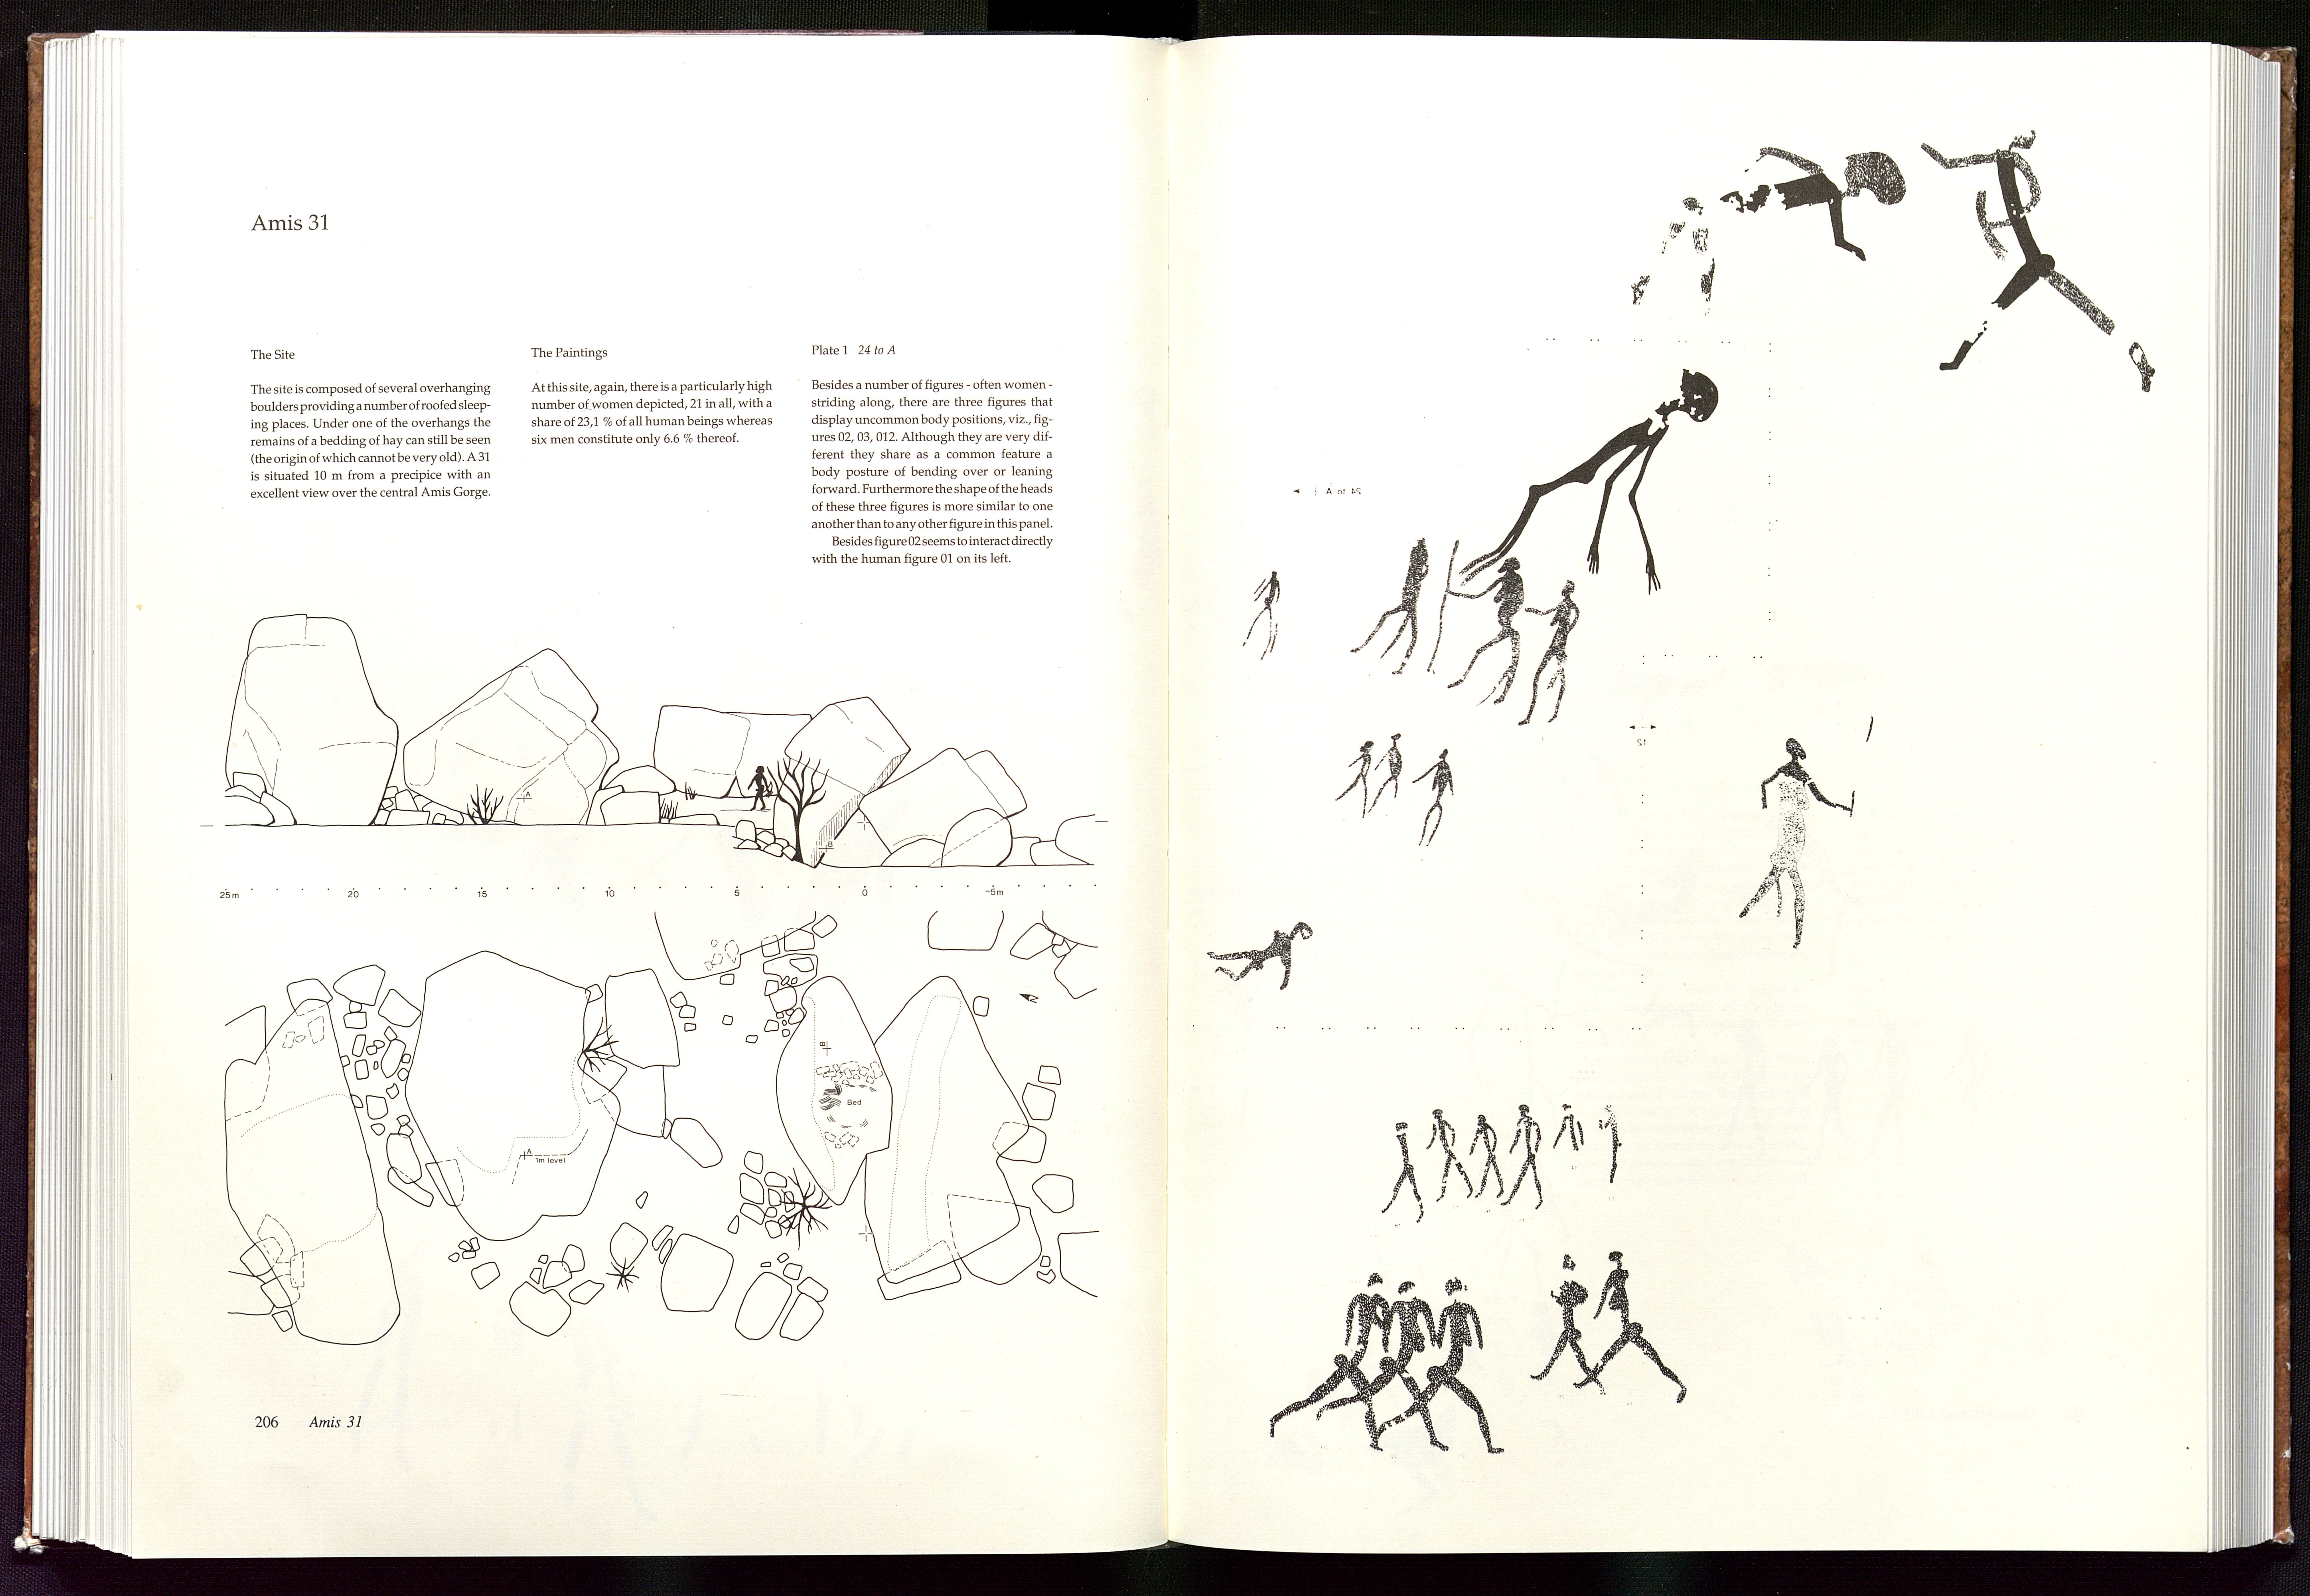 Amis 31
The Site
The site is composed of several overhanging
boulders providing a number of roofed sleep-
ing places. Under one of the overhangs the
remains of a bedding of hay can still be seen
(the origin of which cannot be very old). A 31
is situated 10 m from a precipice with an
excellent view over the central Amis Gorge.
The Paintings
At this site, again, there is a particularly high
number of women depicted, 21 in all, with a
share of 23,1 % of all human beings whereas
six men constitute only 6.6 % thereof.
Plate 1 24 to A
Besides a number of figures - often women -
striding along, there are three figures that
display uncommon body positions, viz., fig-
ures 02, 03, 012. Although they are very dif-
ferent they share as a common feature a
body posture of bending over or leaning
forward. Furthermore the shape of the heads
of these three figures is more similar to one
another than to any other figure in this panel.
Besides figure 02 seems to interact directly
with the human figure 01 on its left.
A
B
25 m 20 15 10 5 0 -5 m
B
Bed
A
1m level
206 Amis 31
24 to A
12